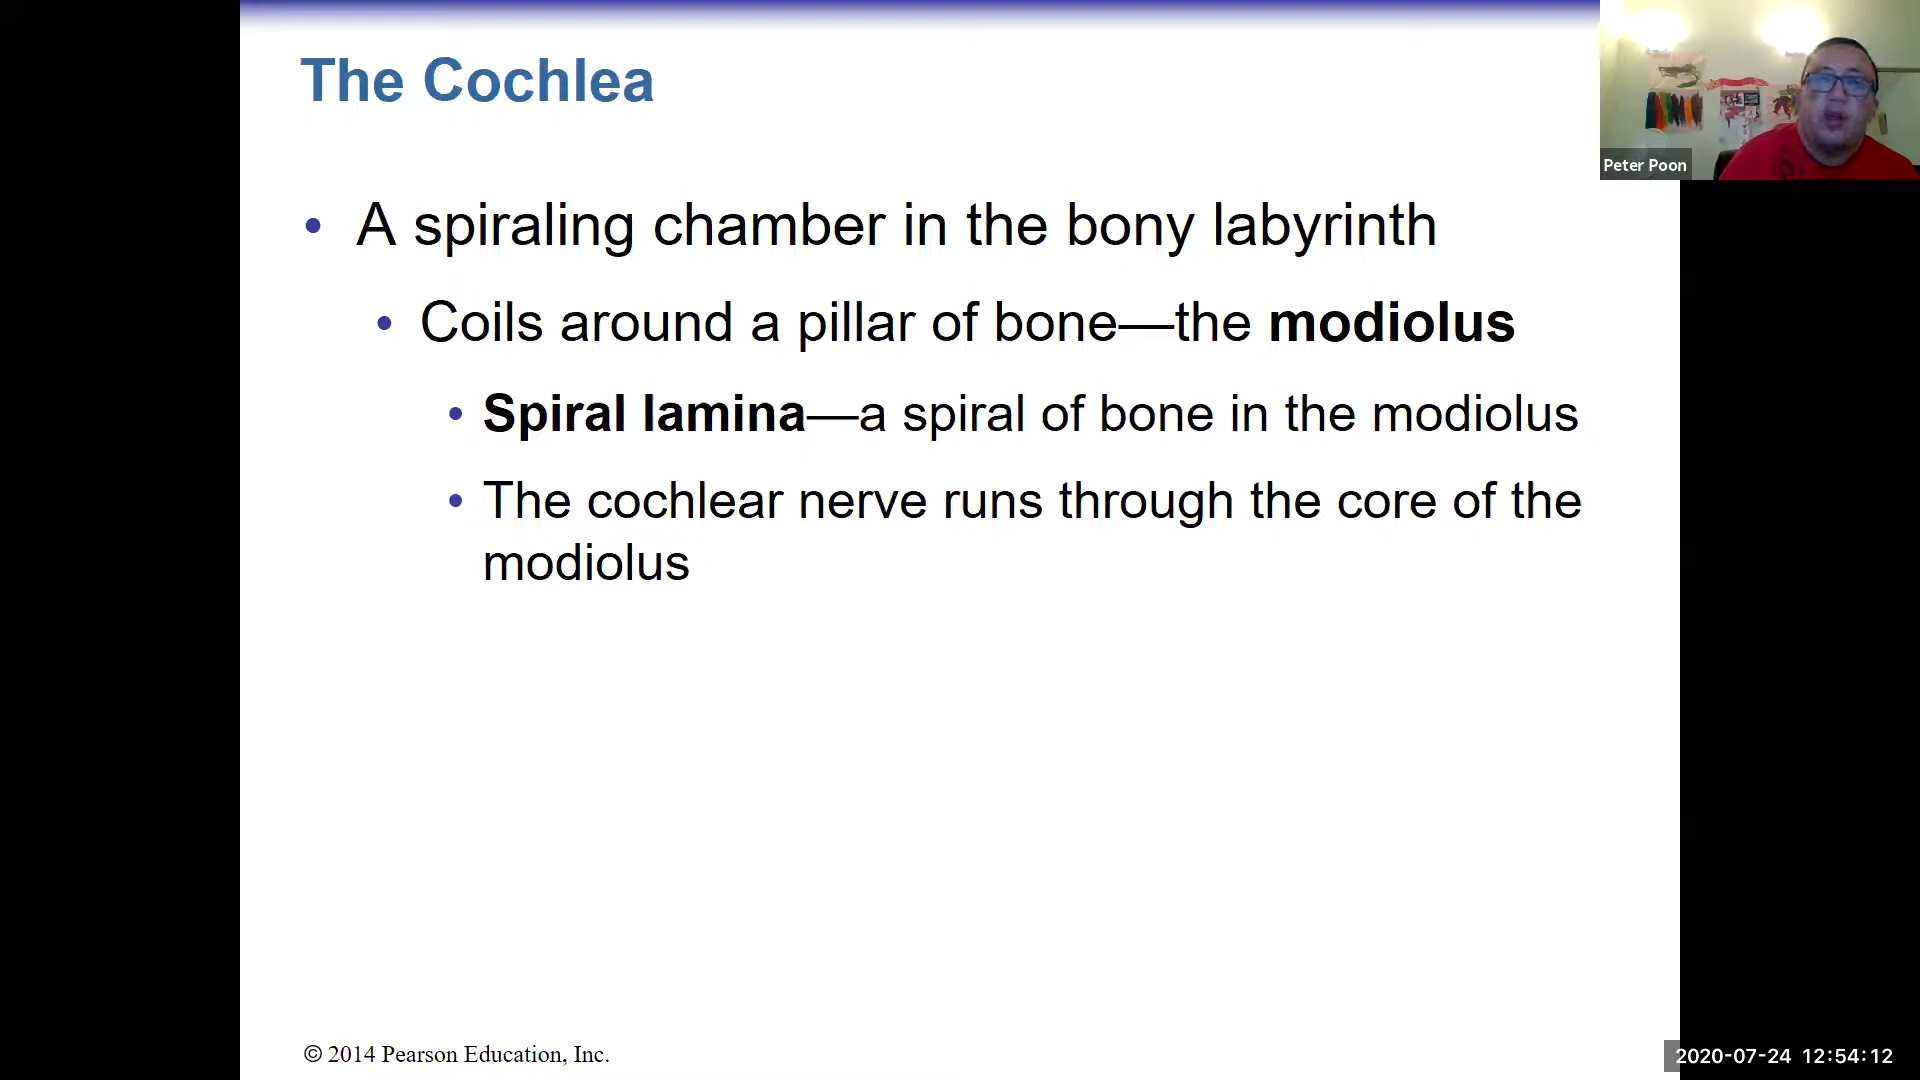 The Cochlea
Peter Poon
• A spiraling chamber in the bony labyrinth
• Coils around a pillar of bone—the modiolus
• Spiral lamina—a spiral of bone in the modiolus
• The cochlear nerve runs through the core of the
modiolus
© 2014 Pearson Education, Inc.
2020-07-24 12:54:12